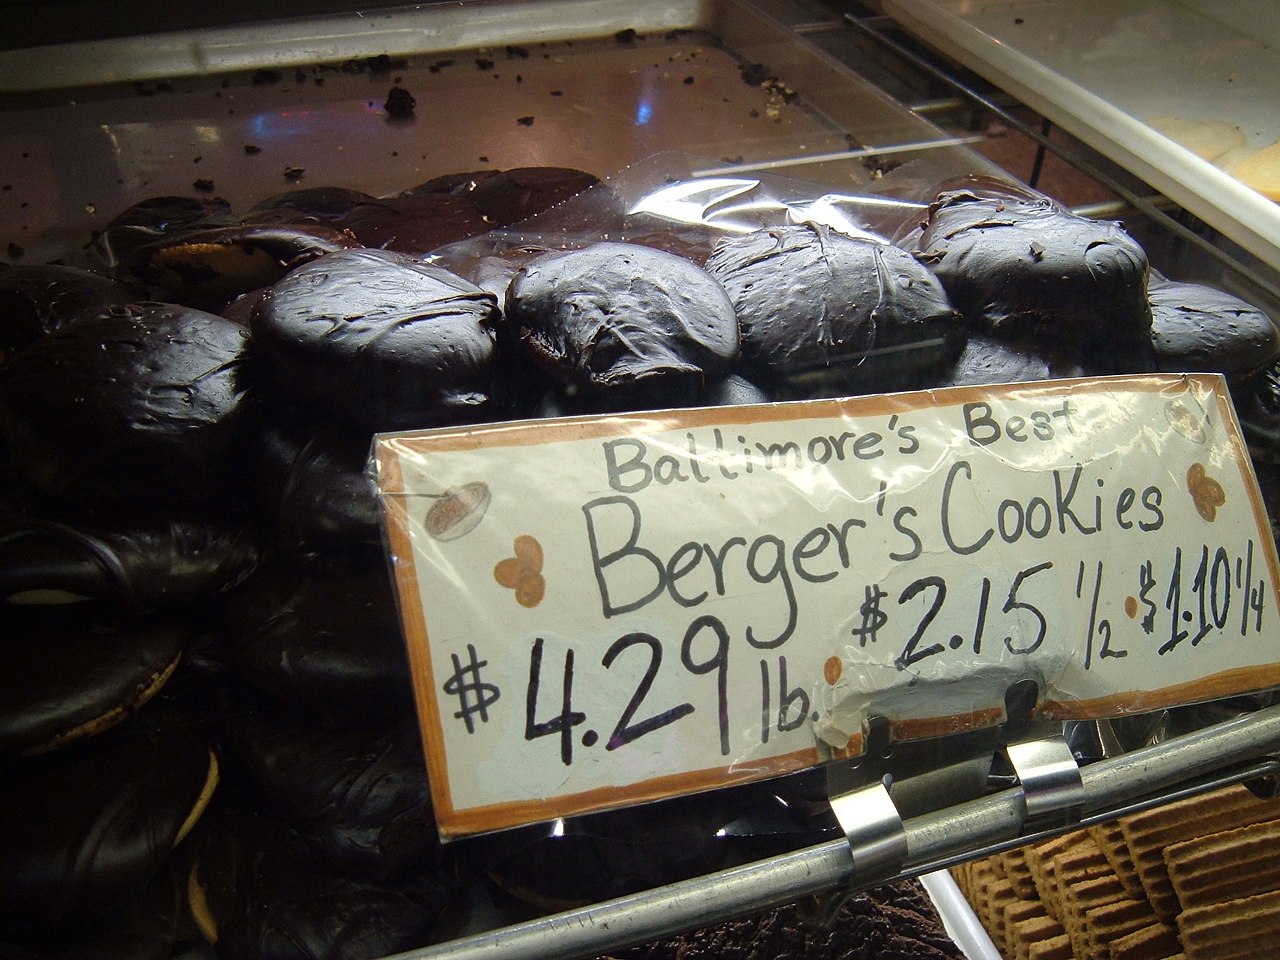 Baltimore's Best
Berger's Cookies
$4.29 lb. $2.15 1/2 $1.10 1/4